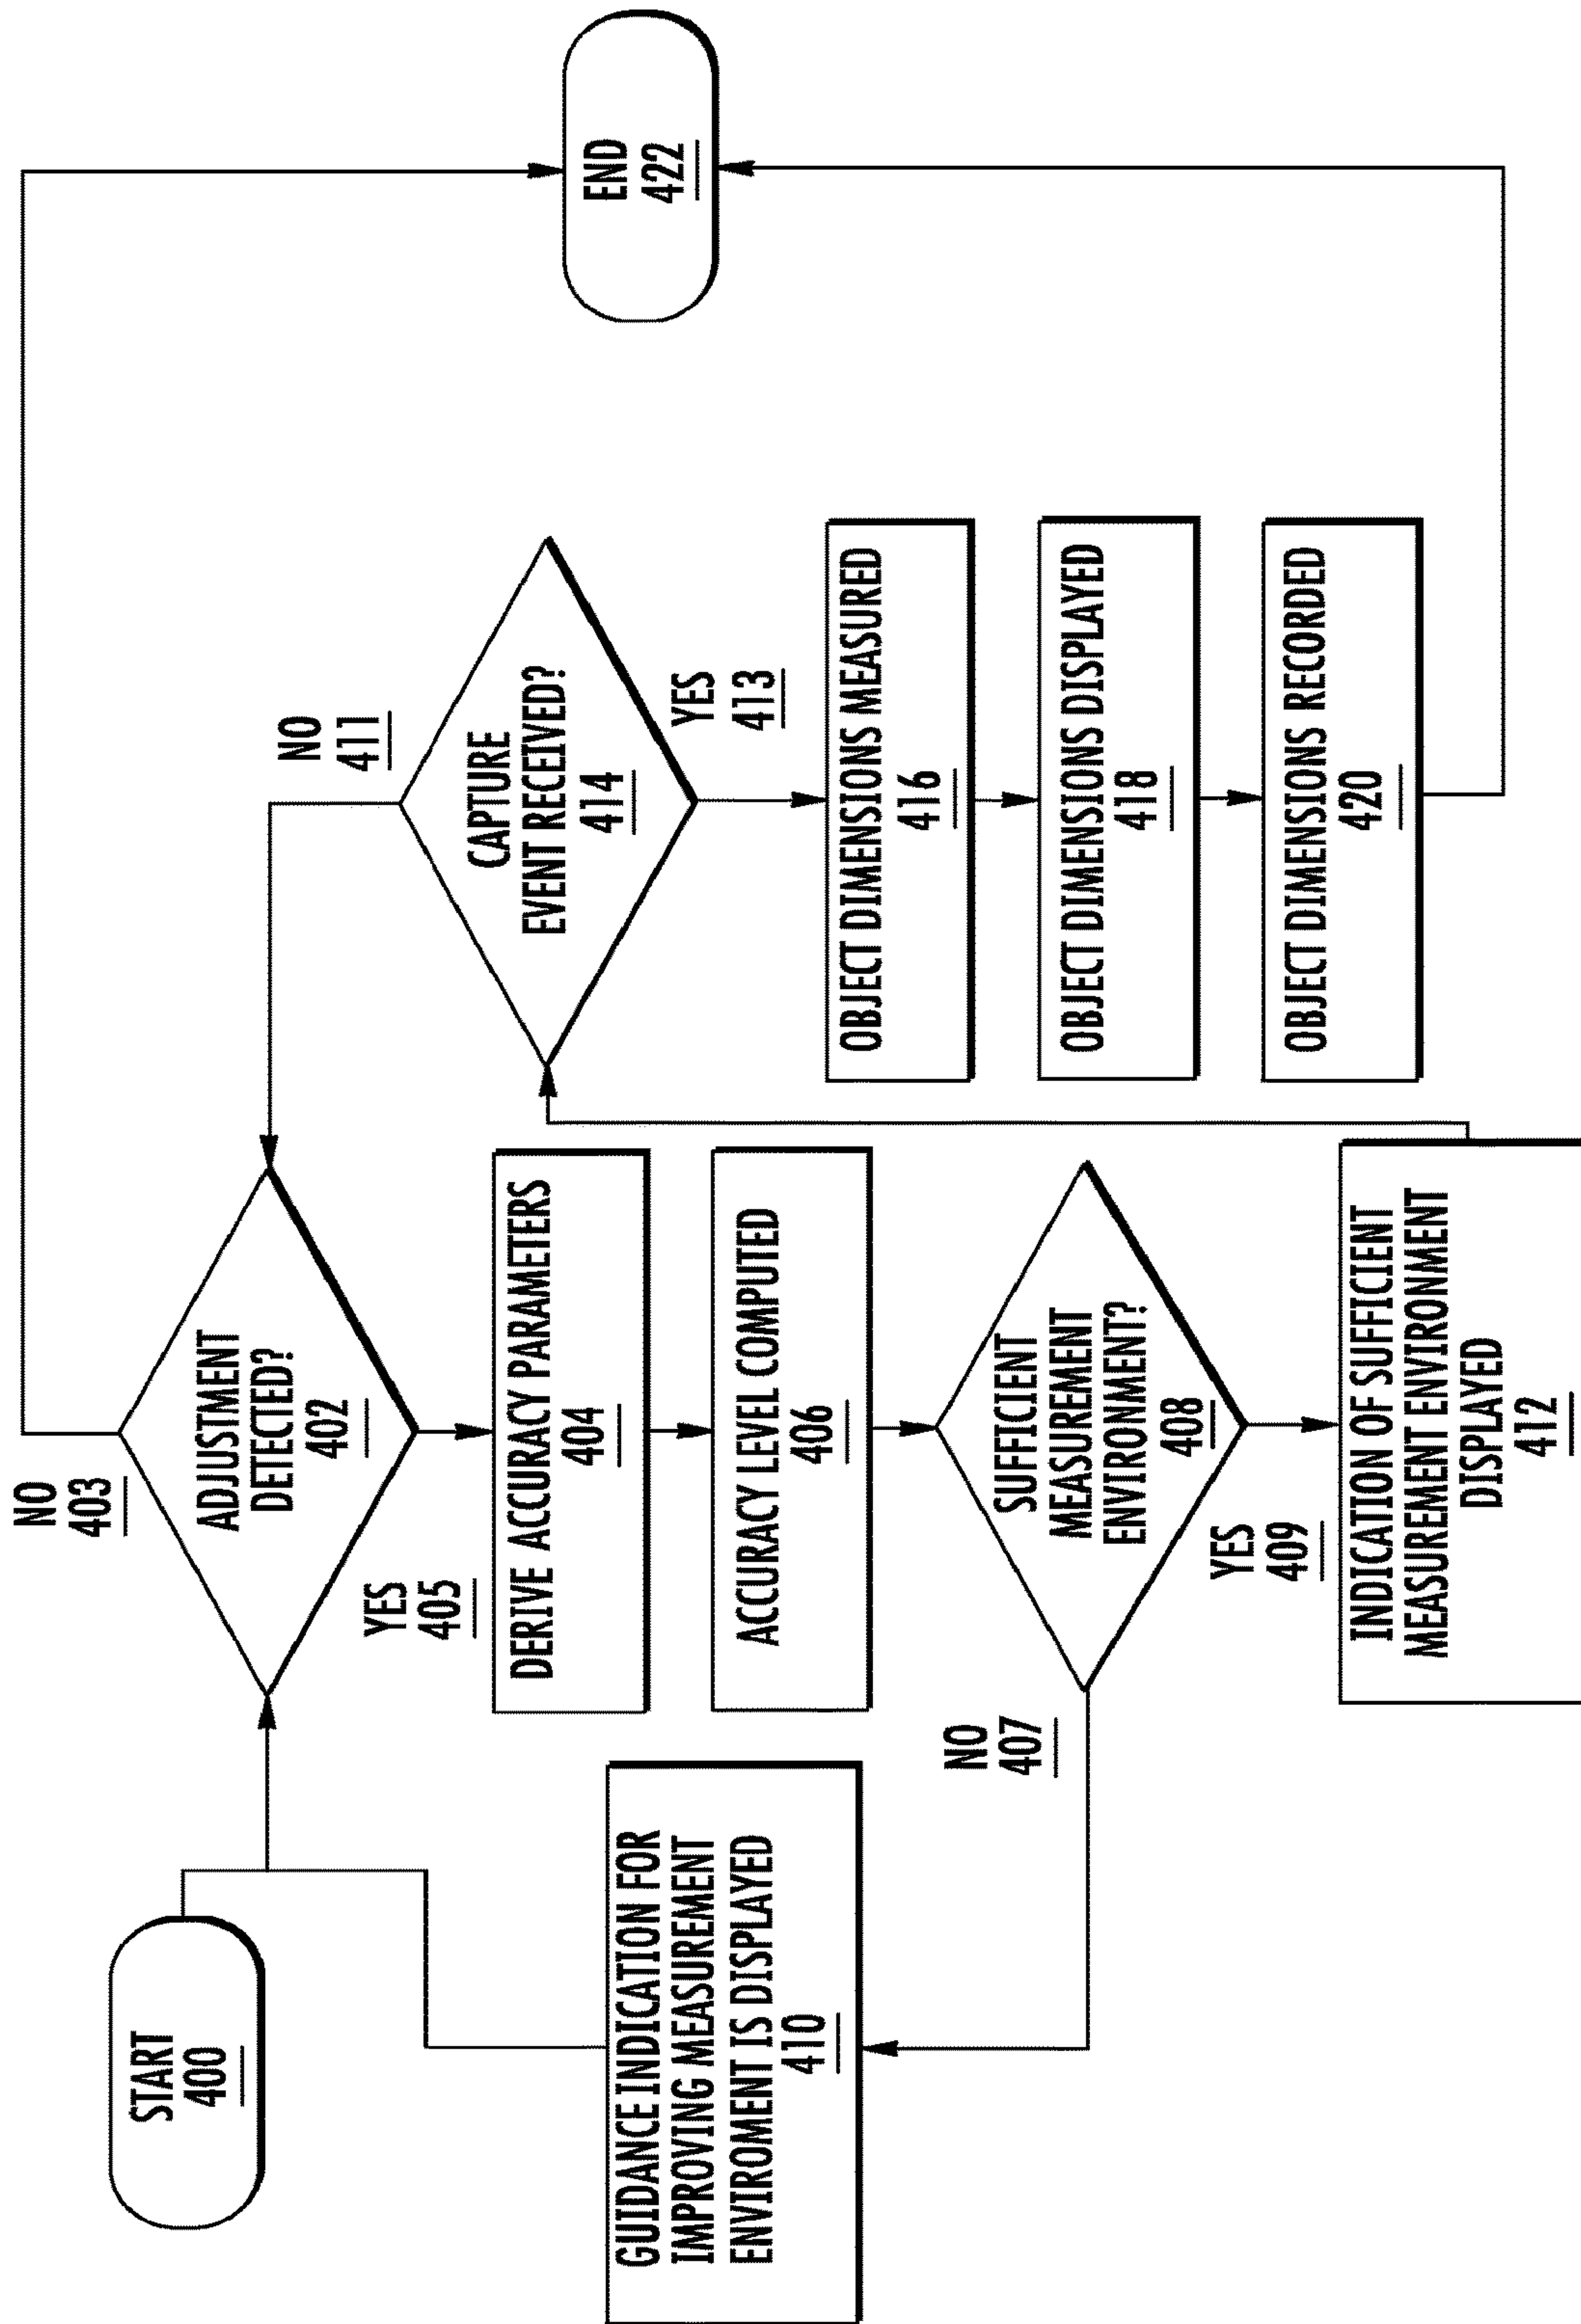 START
400
NO
403
ADJUSTMENT
DETECTED?
402
YES
405
DERIVE ACCURACY PARAMETERS
404
ACCURACY LEVEL COMPUTED
406
SUFFICIENT
MEASUREMENT
ENVIRONMENT?
408
NO
407
GUIDANCE INDICATION FOR
IMPROVING MEASUREMENT
ENVIROMENT IS DISPLAYED
410
YES
409
INDICATION OF SUFFICIENT
MEASUREMENT ENVIRONMENT
DISPLAYED
412
NO
411
CAPTURE
EVENT RECEIVED?
414
YES
413
OBJECT DIMENSIONS MEASURED
416
OBJECT DIMENSIONS DISPLAYED
418
OBJECT DIMENSIONS RECORDED
420
END
422